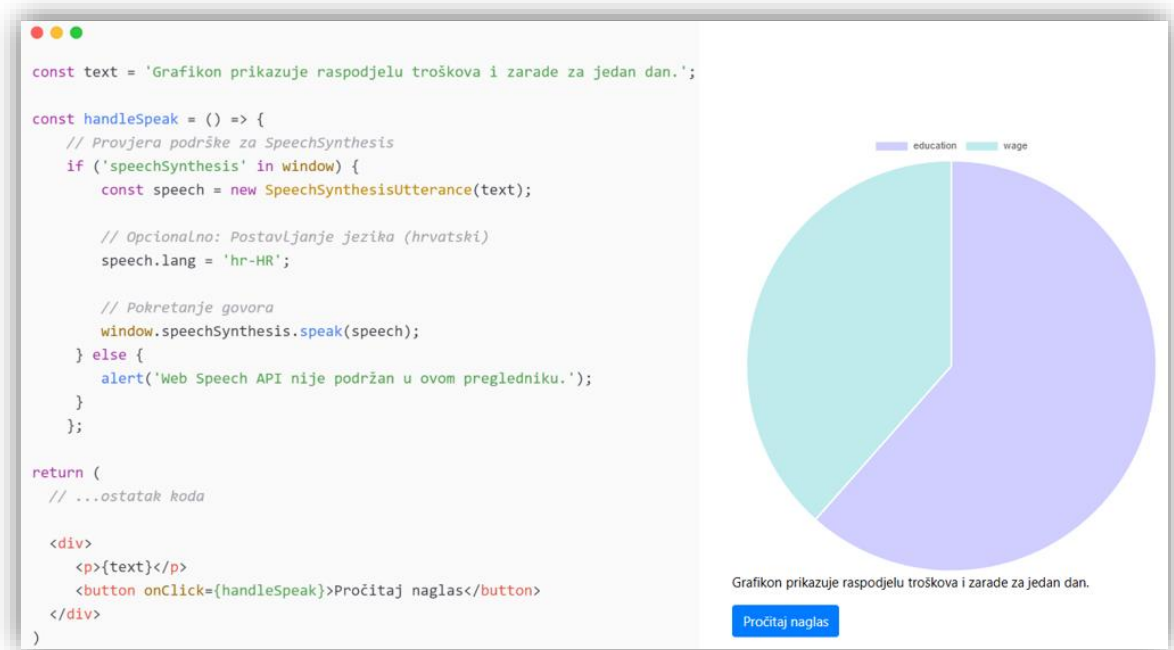 const text = 'Grafikon prikazuje raspodjelu troškova i zarade za jedan dan.';
const handleSpeak = () => {
// Provjera podrške za SpeechSynthesis
if ('speechSynthesis' in window) {
const speech = new SpeechSynthesisUtterance(text);
// Opcionalno: Postavljanje jezika (hrvatski)
speech.lang = 'hr-HR';
// Pokretanje govora
window.speechSynthesis.speak(speech);
} else {
alert('Web Speech API nije podržan u ovom pregledniku.');
}
};
return (
// ...ostatak koda
<div>
<p>{text}</p>
<button onClick={handleSpeak}>Pročitaj naglas</button>
</div>
)
education wage
Grafikon prikazuje raspodjelu troškova i zarade za jedan dan.
Pročitaj naglas